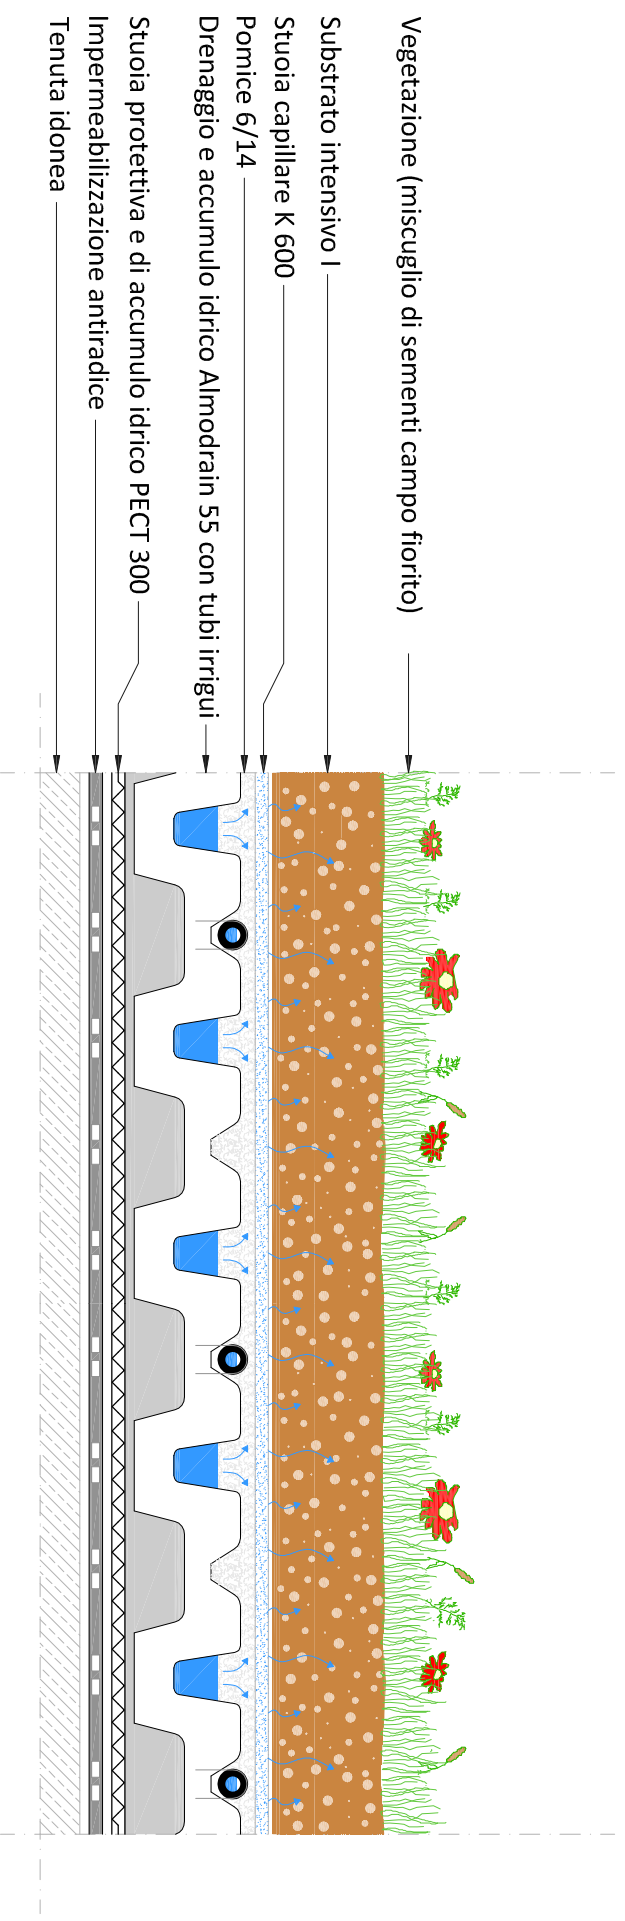 Vegetazione (miscuglio di sementi campo fiorito)
Substrato intensivo I
Stuoia capillare K 600
Pomice 6/14
Drenaggio e accumulo idrico Almodrain 55 con tubi irrigui
Stuoia protettiva e di accumulo idrico PECT 300
Impermeabilizzazione antiradice
Tenuta idonea